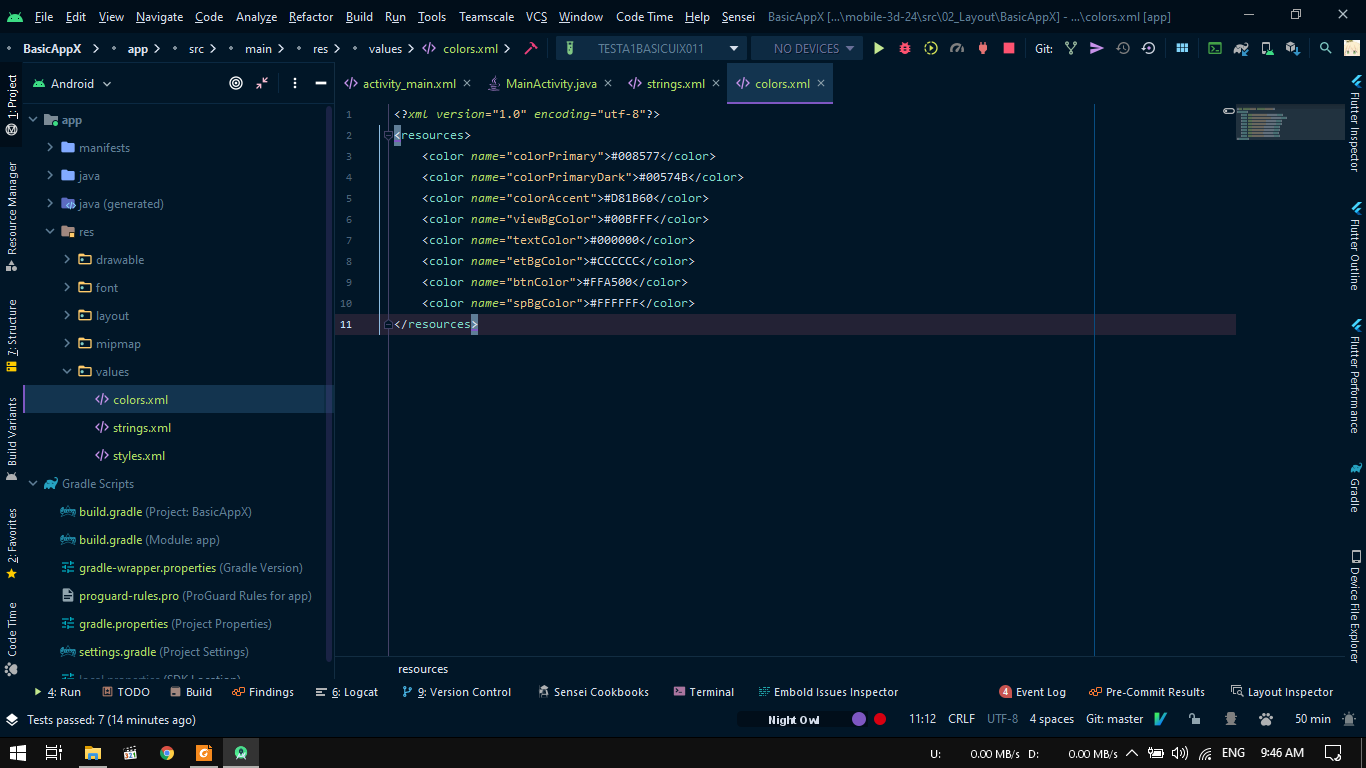 File Edit View Navigate Code Analyze Refactor Build Run Tools Teamscale VCS Window Code Time Help Sensei BasicAppX [...\mobile-3d-24\src\02_Layout\BasicAppX] - ...\colors.xml [app]
BasicAppX app src main res values colors.xml TESTA1BASICUIX011 NO DEVICES Git:
Android
activity_main.xml MainActivity.java strings.xml colors.xml
1: Project
Resource Manager
7: Structure
Build Variants
2: Favorites
Code Time
app
manifests
java
java (generated)
res
drawable
font
layout
mipmap
values
colors.xml
strings.xml
styles.xml
Gradle Scripts
build.gradle (Project: BasicAppX)
build.gradle (Module: app)
gradle-wrapper.properties (Gradle Version)
proguard-rules.pro (ProGuard Rules for app)
gradle.properties (Project Properties)
settings.gradle (Project Settings)
local.properties (SDK Location)
1 <?xml version="1.0" encoding="utf-8"?>
2 <resources>
3 <color name="colorPrimary">#008577</color>
4 <color name="colorPrimaryDark">#00574B</color>
5 <color name="colorAccent">#D81B60</color>
6 <color name="viewBgColor">#00BFFF</color>
7 <color name="textColor">#000000</color>
8 <color name="etBgColor">#CCCCCC</color>
9 <color name="btnColor">#FFA500</color>
10 <color name="spBgColor">#FFFFFF</color>
11 </resources>
resources
Flutter Inspector
Flutter Outline
Flutter Performance
Gradle
Device File Explorer
4: Run TODO Build Findings 6: Logcat 9: Version Control Sensei Cookbooks Terminal Embold Issues Inspector 4 Event Log Pre-Commit Results Layout Inspector
Tests passed: 7 (14 minutes ago) Night Owl 11:12 CRLF UTF-8 4 spaces Git: master 50 min
U: 0.00 MB/s D: 0.00 MB/s ENG 9:46 AM